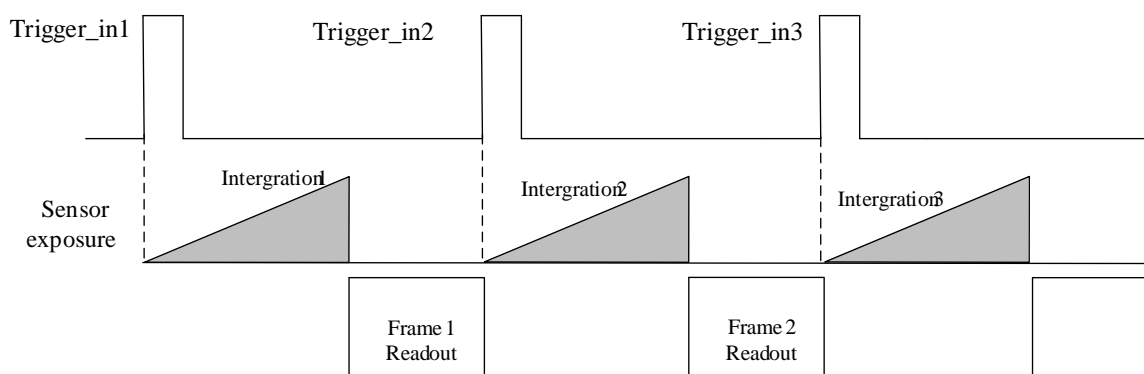 Trigger_in1
Trigger_in2
Trigger_in3
Intergration1
Intergration2
Intergration3
Sensor
exposure
Frame 1
Readout
Frame 2
Readout